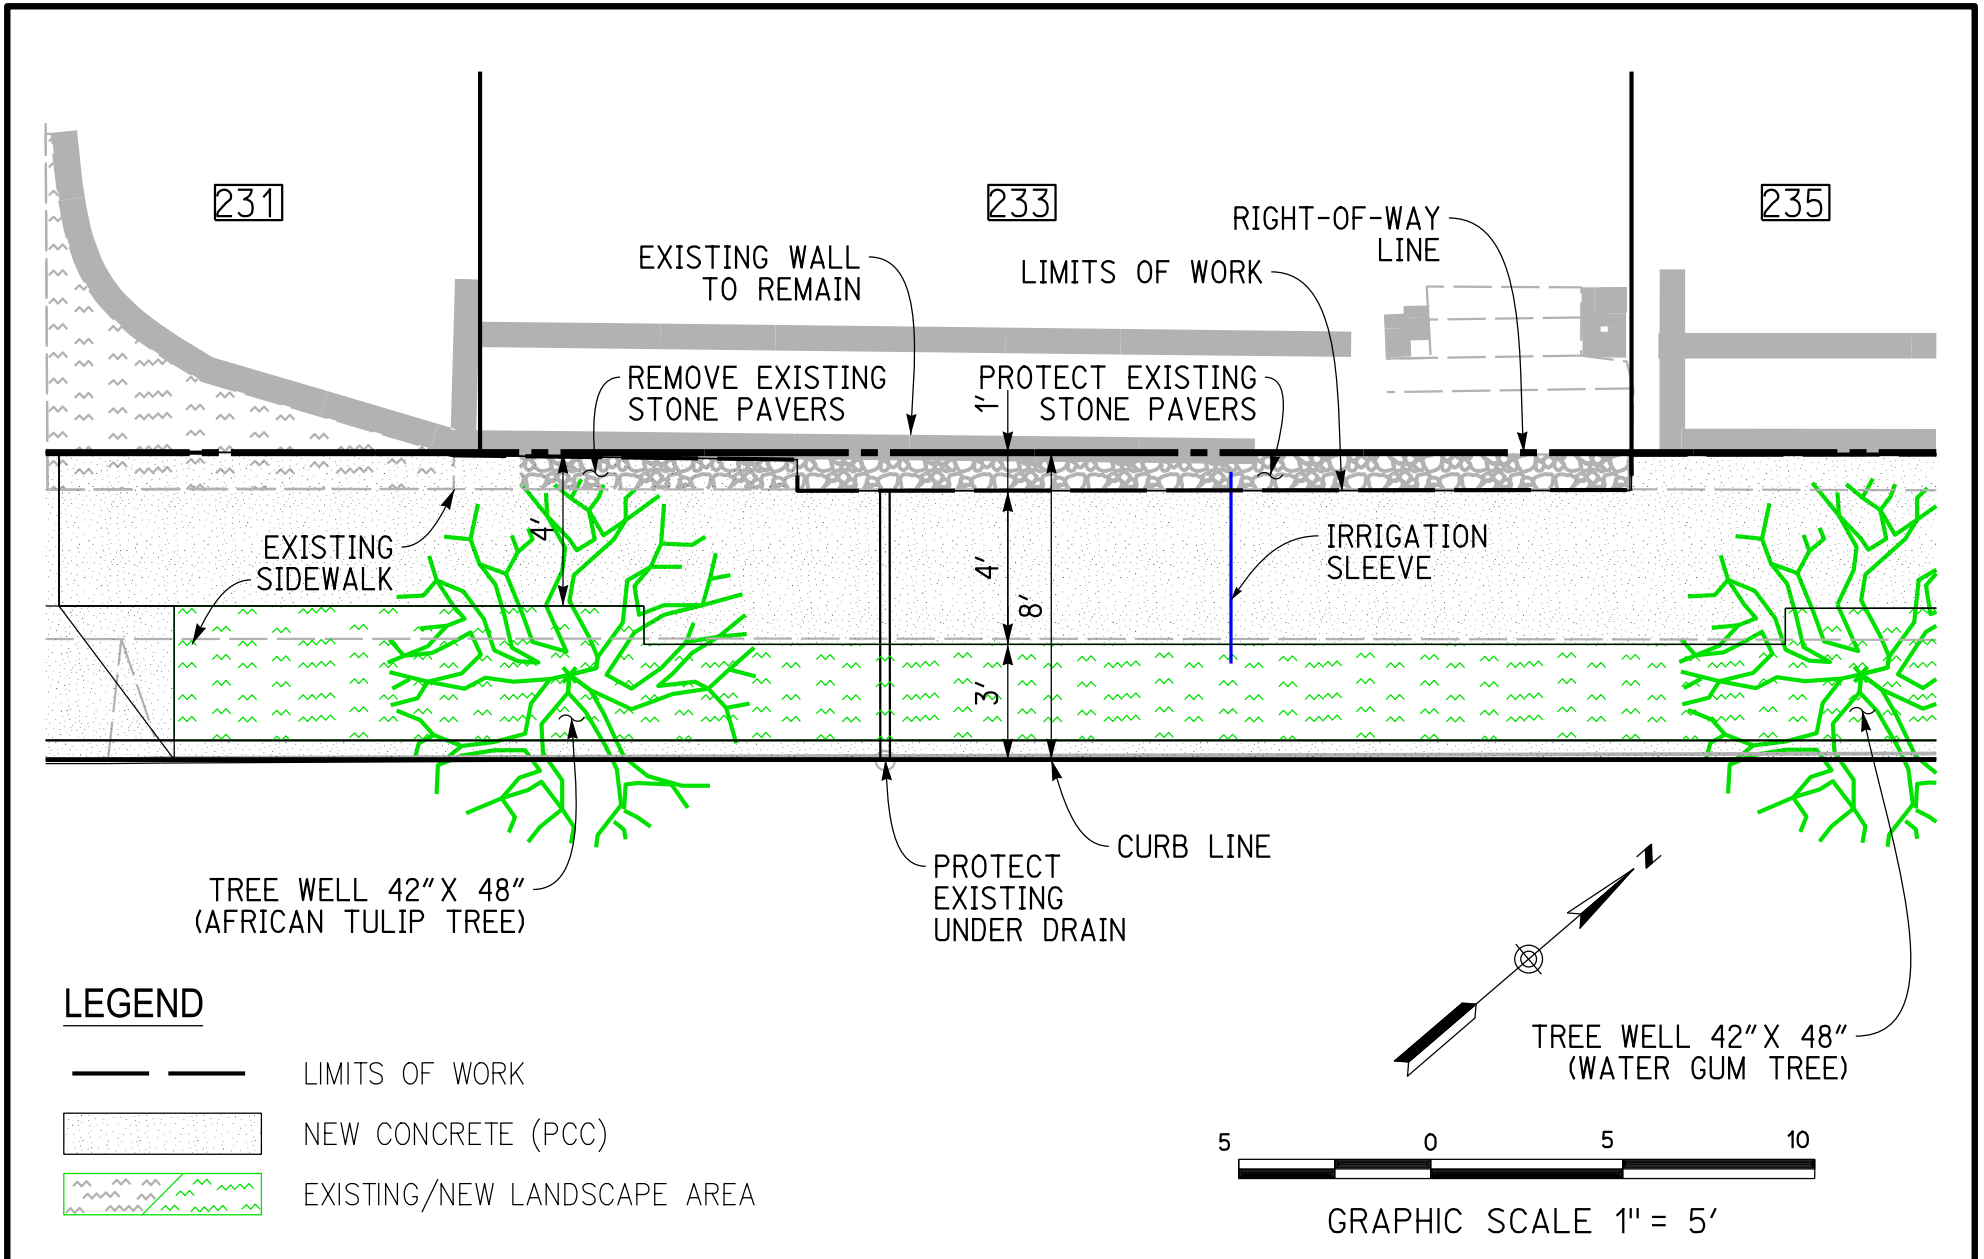 231
233
235
RIGHT-OF-WAY
LINE
EXISTING WALL
TO REMAIN
LIMITS OF WORK
REMOVE EXISTING
STONE PAVERS
PROTECT EXISTING
STONE PAVERS
1'
4'
4'
8'
3'
EXISTING
SIDEWALK
IRRIGATION
SLEEVE
CURB LINE
PROTECT
EXISTING
UNDER DRAIN
TREE WELL 42"X 48"
(AFRICAN TULIP TREE)
N
TREE WELL 42"X 48"
(WATER GUM TREE)
LEGEND
LIMITS OF WORK
NEW CONCRETE (PCC)
EXISTING/NEW LANDSCAPE AREA
5 0 5 10
GRAPHIC SCALE 1" = 5'